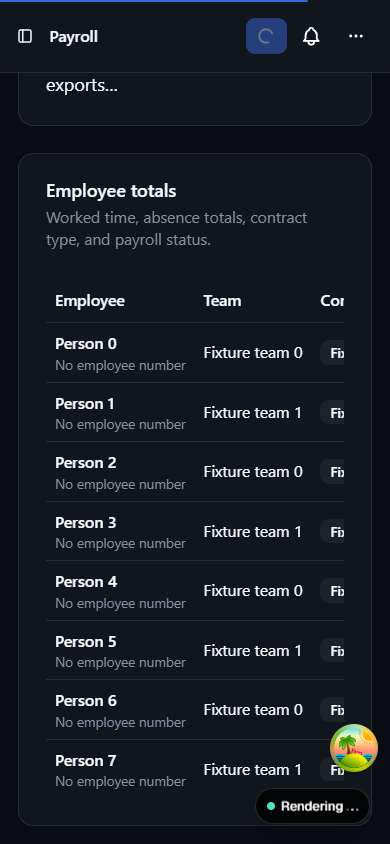 Payroll
exports...
Employee totals
Worked time, absence totals, contract
type, and payroll status.
Employee Team
Person 0
No employee number
Fixture team 0
Person 1
No employee number
Fixture team 1
Person 2
No employee number
Fixture team 0
Person 3
No employee number
Fixture team 1
Person 4
No employee number
Fixture team 0
Person 5
No employee number
Fixture team 1
Person 6
No employee number
Fixture team 0
Person 7
No employee number
Fixture team 1
Rendering ...